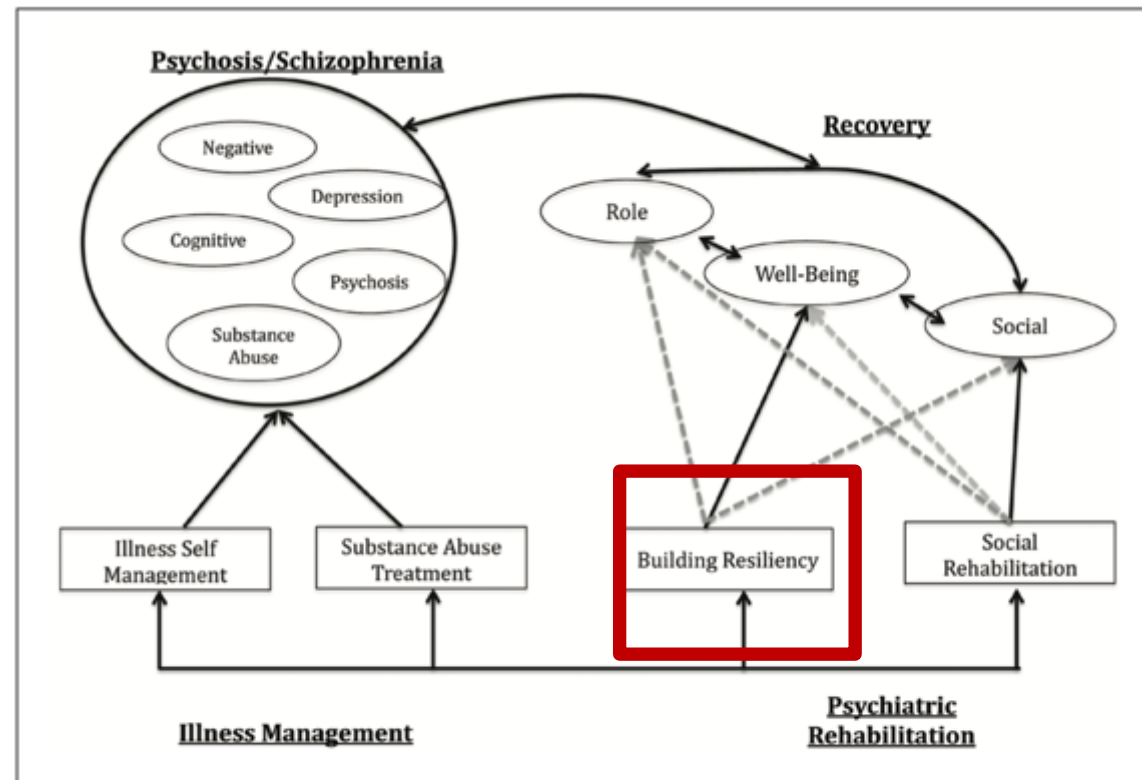 Psychosis/Schizophrenia
Negative
Depression
Cognitive
Psychosis
Substance
Abuse
Recovery
Role
Well-Being
Social
Illness Self
Management
Substance Abuse
Treatment
Building Resiliency
Social
Rehabilitation
Illness Management
Psychiatric
Rehabilitation